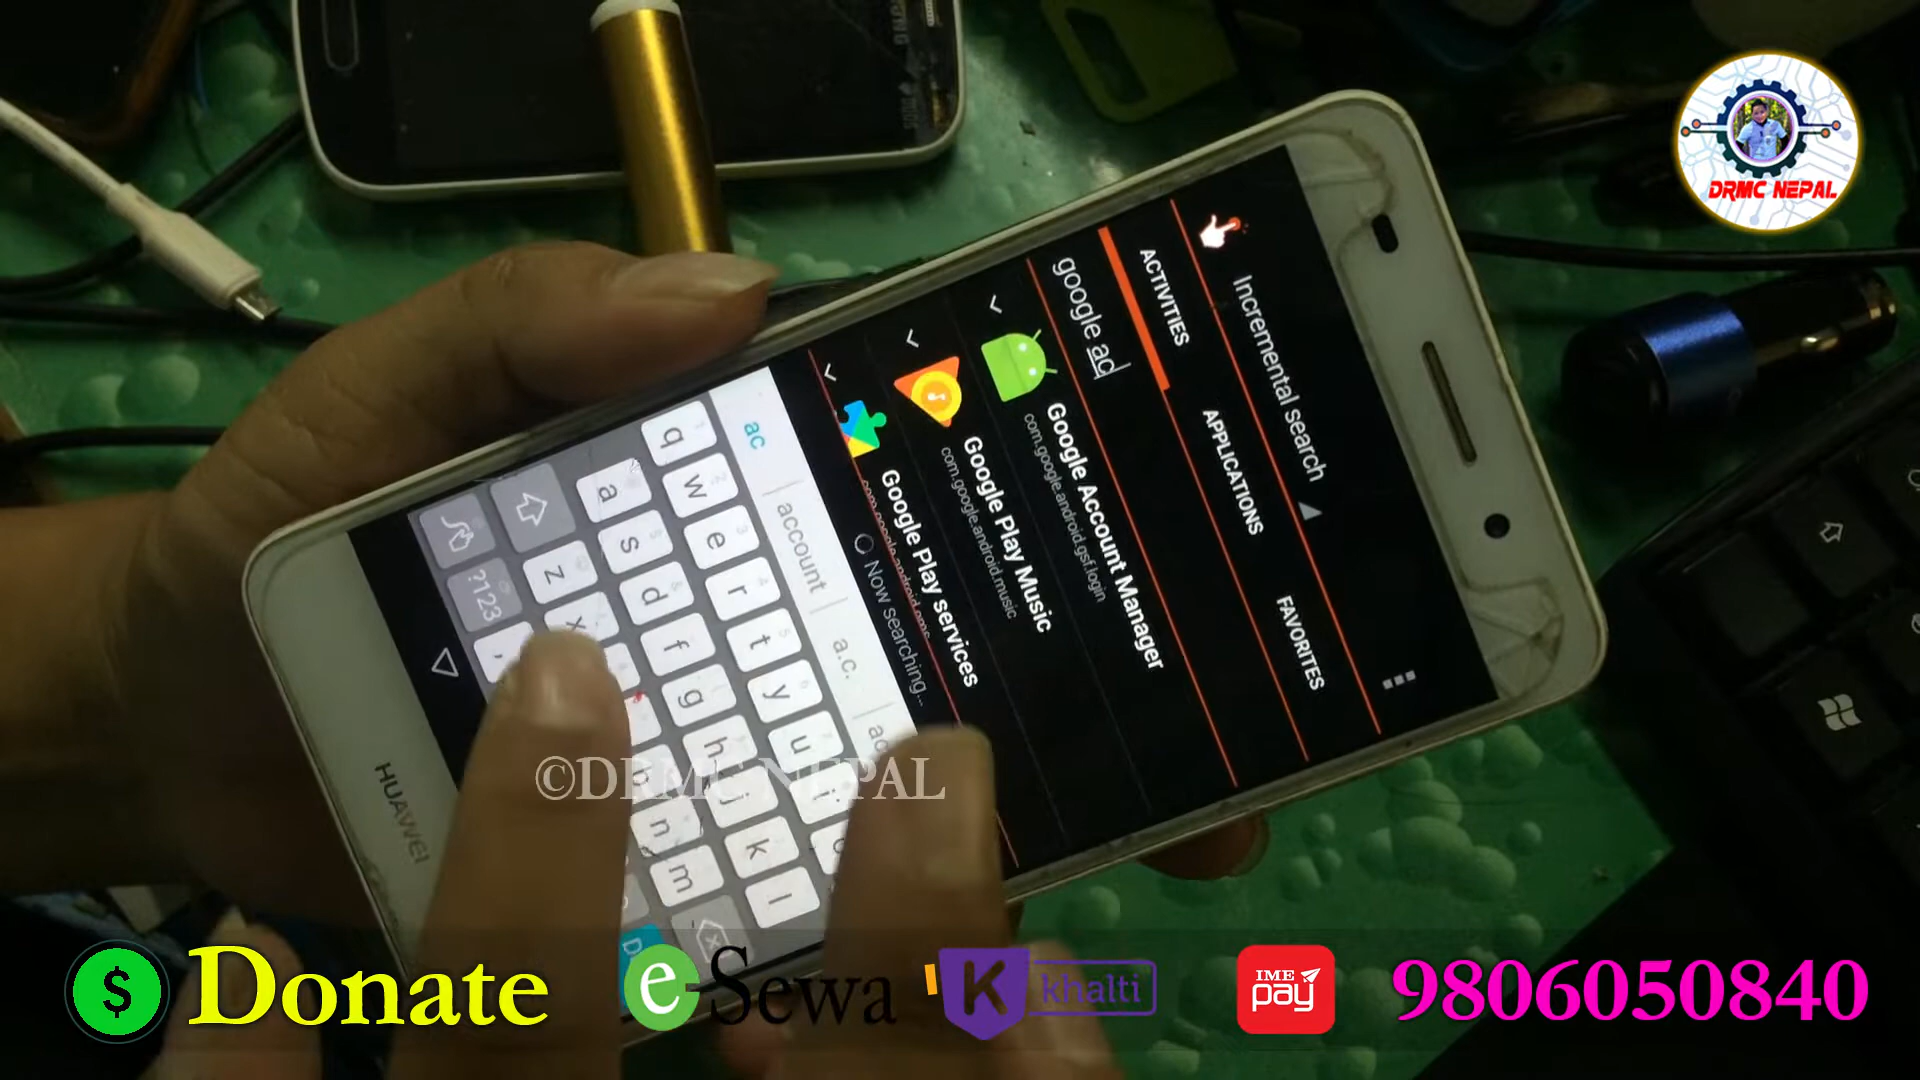 DRMC NEPAL
Incremental search
ACTIVITIES
APPLICATIONS
FAVORITES
google ac
Google Account Manager
com.google.android.gsf.login
Google Play Music
com.google.android.music
Google Play services
Now searching...
ac
account
a.c.
q w e r t y u i
a s d f g h j k l
z x b n m
?123
HUAWEI
©DRMC NEPAL
$ Donate
eSewa
K khalti
IME pay
9806050840